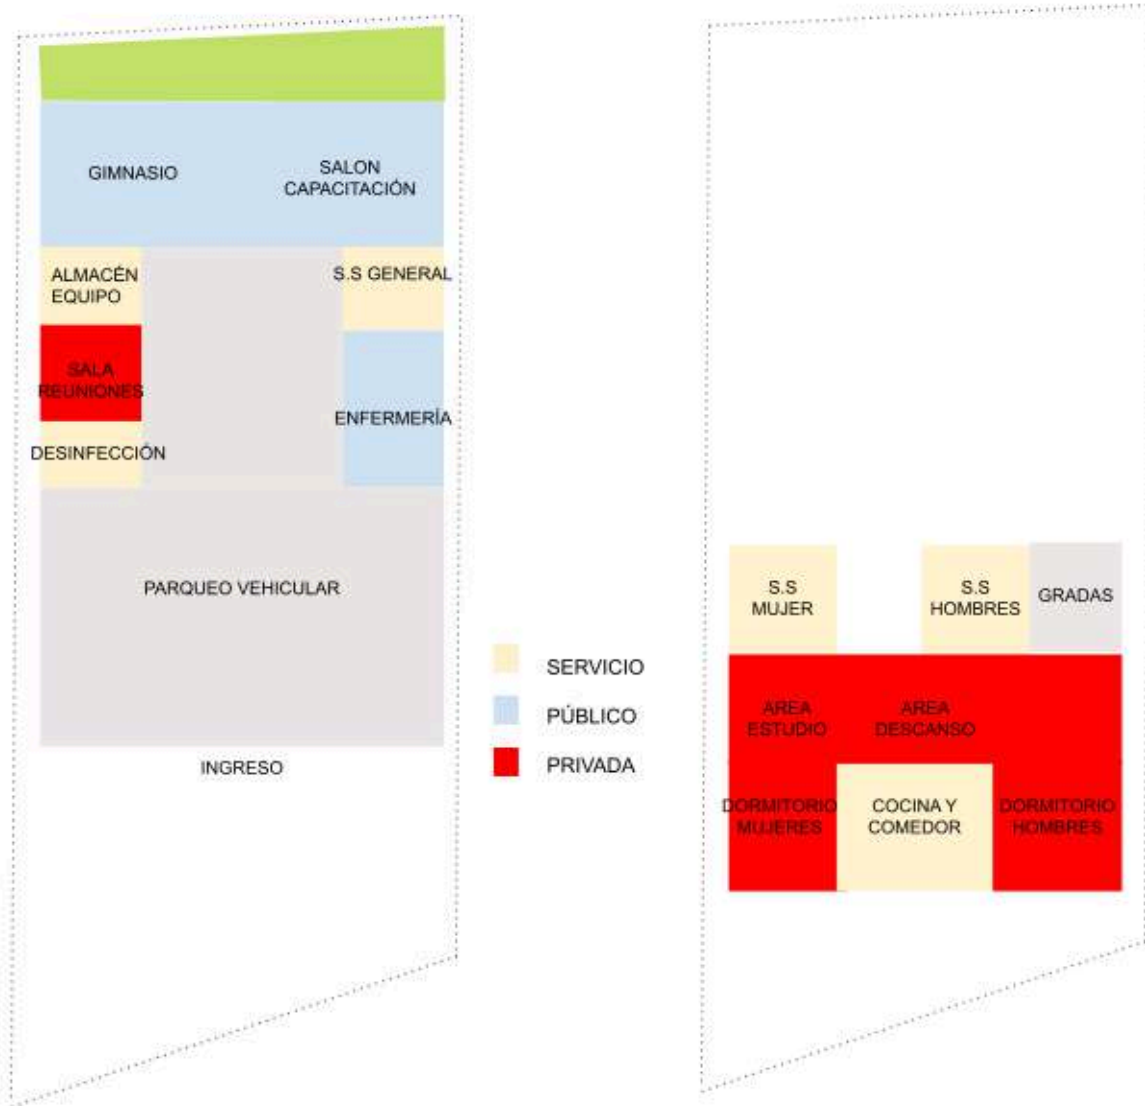 GIMNASIO
SALON
CAPACITACIÓN
ALMACÉN
EQUIPO
S.S GENERAL
SALA
REUNIONES
ENFERMERÍA
DESINFECCIÓN
PARQUEO VEHICULAR
INGRESO
SERVICIO
PÚBLICO
PRIVADA
S.S
MUJER
S.S
HOMBRES
GRADAS
AREA
ESTUDIO
AREA
DESCANSO
DORMITORIO
MUJERES
COCINA Y
COMEDOR
DORMITORIO
HOMBRES